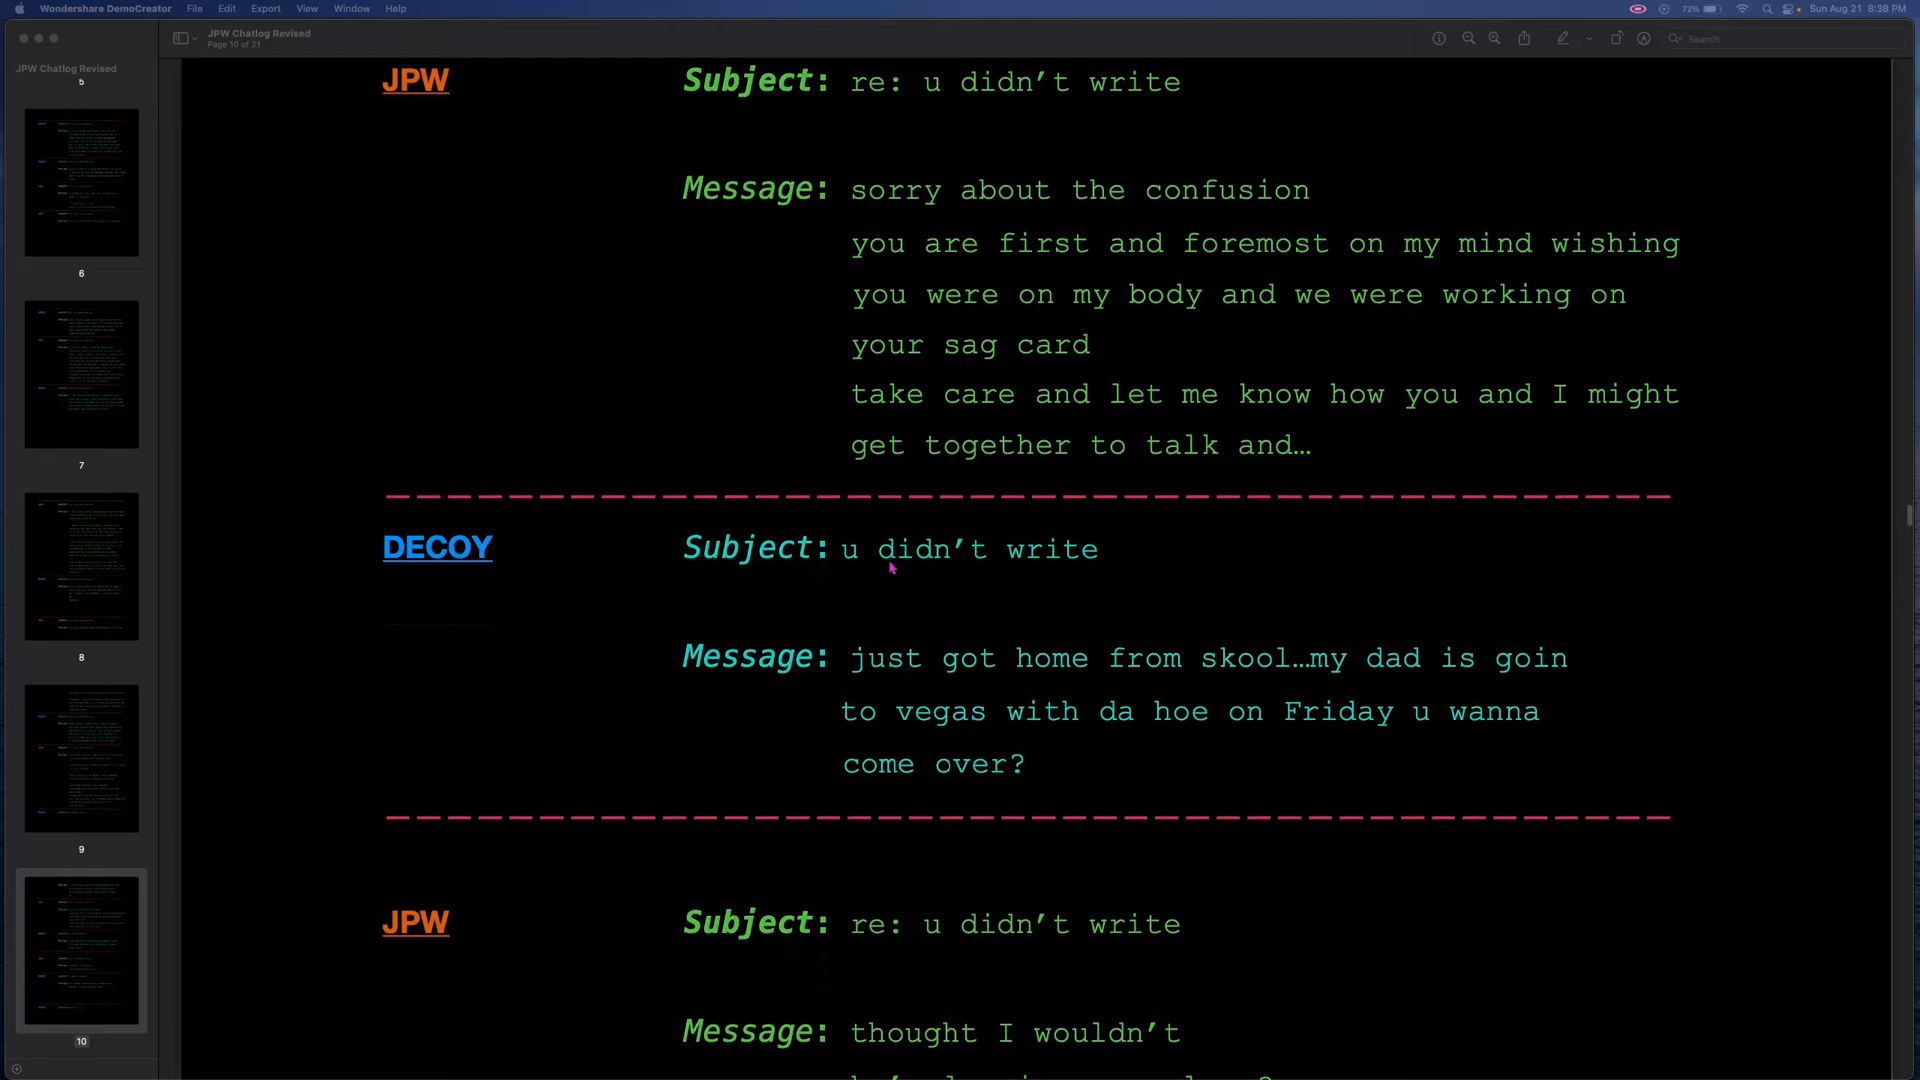 Wondershare DemoCreator File Edit Export View Window Help
72% Sun Aug 21 8:38 PM
JPW Chatlog Revised
Page 10 of 21
Search
JPW Chatlog Revised
5
6
7
8
9
10
JPW Subject: re: u didn’t write
Message: sorry about the confusion
you are first and foremost on my mind wishing
you were on my body and we were working on
your sag card
take care and let me know how you and I might
get together to talk and…
DECOY Subject: u didn’t write
Message: just got home from skool…my dad is goin
to vegas with da hoe on Friday u wanna
come over?
JPW Subject: re: u didn’t write
Message: thought I wouldn’t